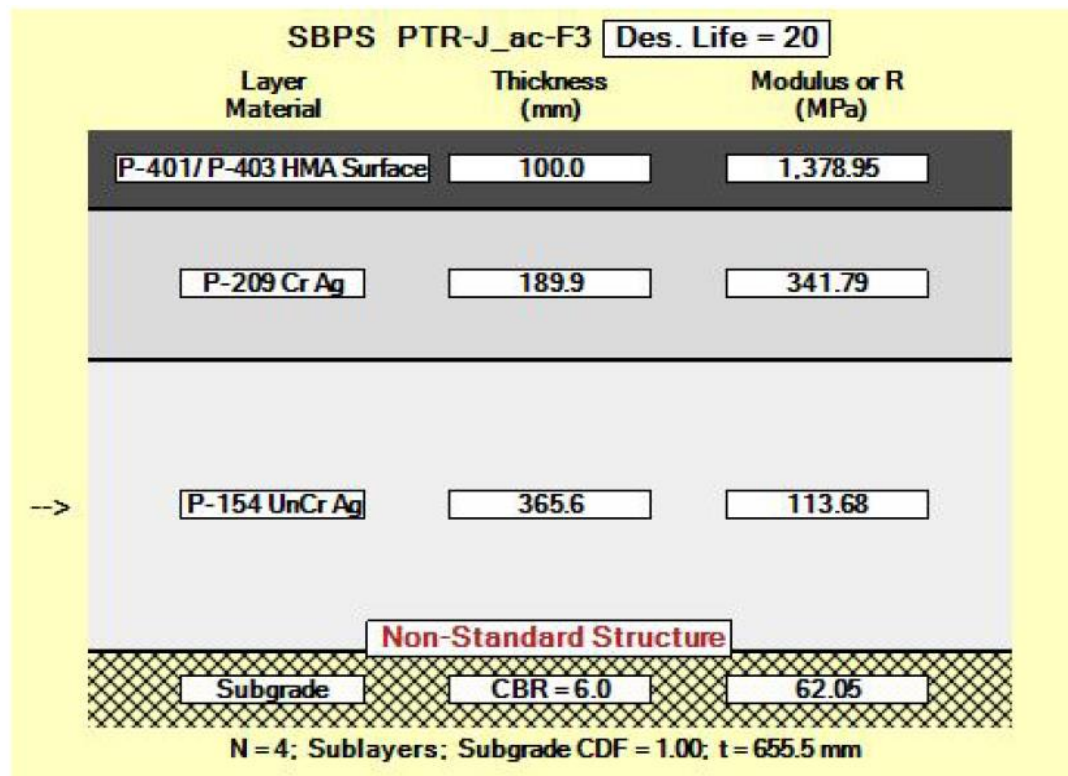 SBPS PTR-J_ac-F3 Des. Life = 20
Layer Material Thickness (mm) Modulus or R (MPa)
P-401/ P-403 HMA Surface 100.0 1,378.95
P-209 Cr Ag 189.9 341.79
--> P-154 UnCr Ag 365.6 113.68
Non-Standard Structure
Subgrade CBR = 6.0 62.05
N = 4; Sublayers; Subgrade CDF = 1.00; t = 655.5 mm